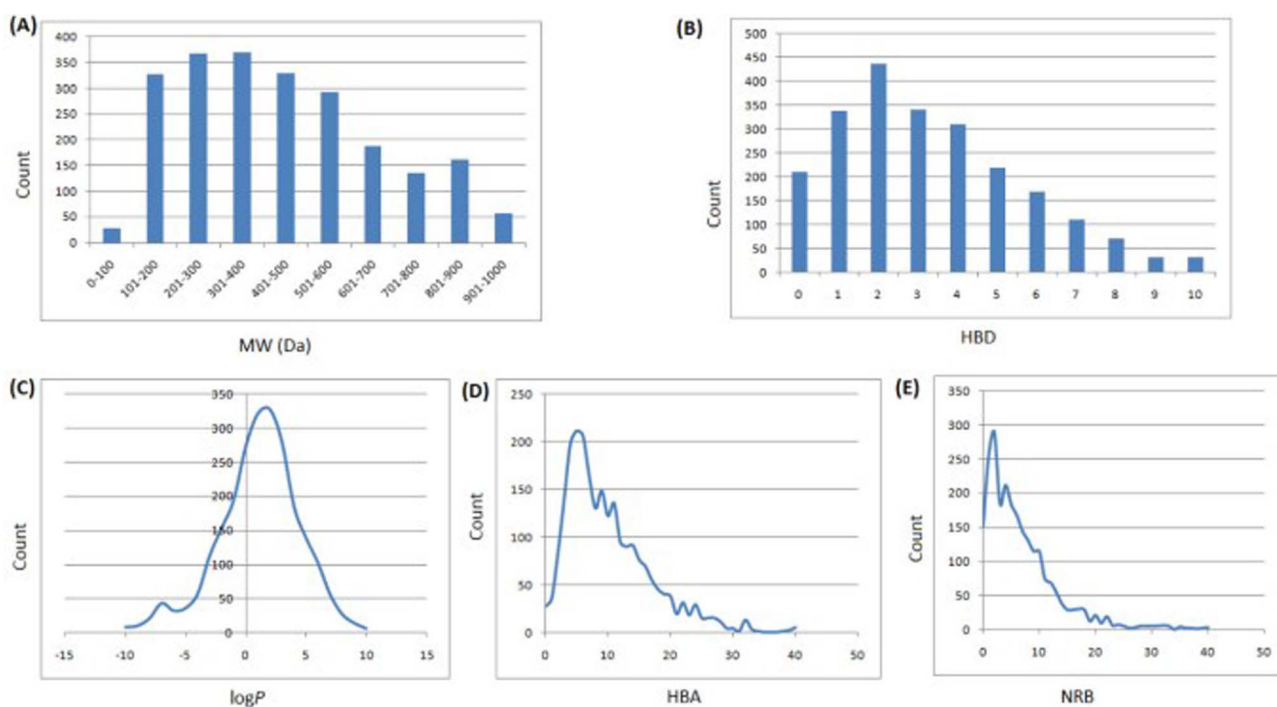 (A)
400
350
300
250
200
150
100
50
0
Count
0-100
101-200
201-300
301-400
401-500
501-600
601-700
701-800
801-900
901-1000
MW (Da)
(B)
500
450
400
350
300
250
200
150
100
50
0
Count
0 1 2 3 4 5 6 7 8 9 10
HBD
(C)
350
300
250
200
150
100
50
0
Count
-15 -10 -5 0 5 10 15
logP
(D)
250
200
150
100
50
0
Count
0 10 20 30 40 50
HBA
(E)
350
300
250
200
150
100
50
0
Count
0 10 20 30 40 50
NRB